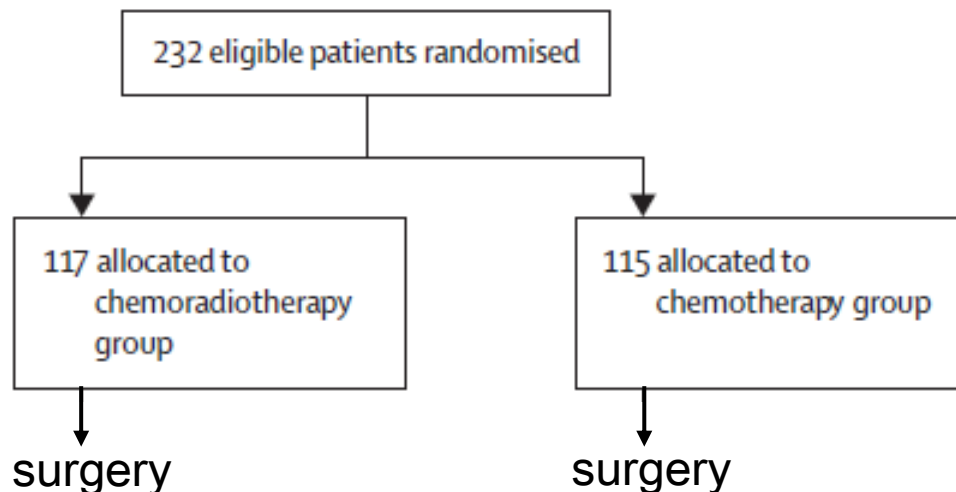 232 eligible patients randomised
117 allocated to
chemoradiotherapy
group
115 allocated to
chemotherapy group
surgery
surgery